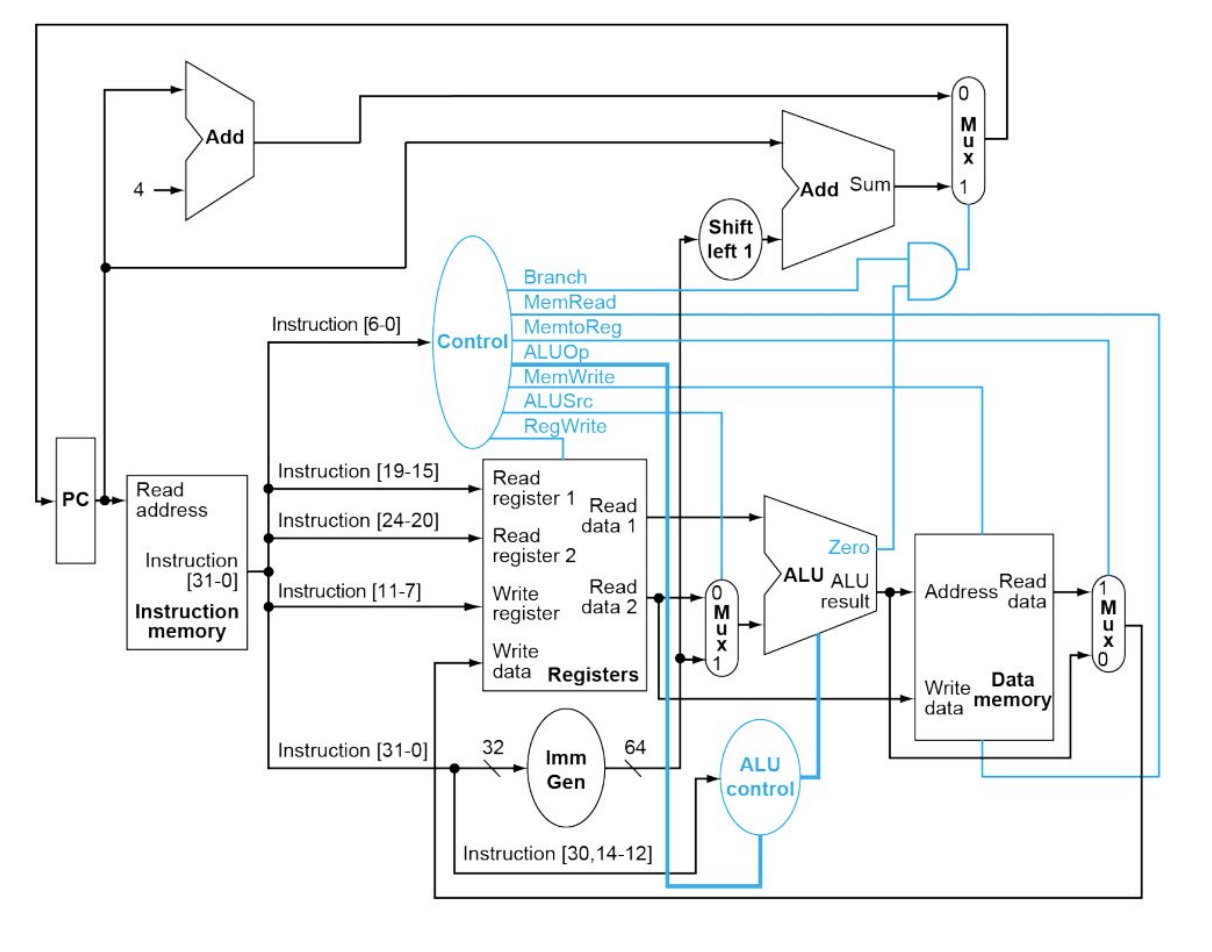 0
Mux
1
Add
4
Add
Sum
Shift
left 1
Branch
MemRead
MemtoReg
ALUOp
MemWrite
ALUSrc
RegWrite
Control
Instruction [6-0]
Instruction [19-15]
Instruction [24-20]
Instruction [11-7]
PC
Read
address
Instruction
[31-0]
Instruction
memory
Read
register 1
Read
register 2
Write
register
Write
data
Read
data 1
Read
data 2
Registers
0
Mux
1
Zero
ALU
ALU
result
Address
Read
data
Write
data
Data
memory
1
Mux
0
Instruction [31-0]
32
Imm
Gen
64
ALU
control
Instruction [30,14-12]